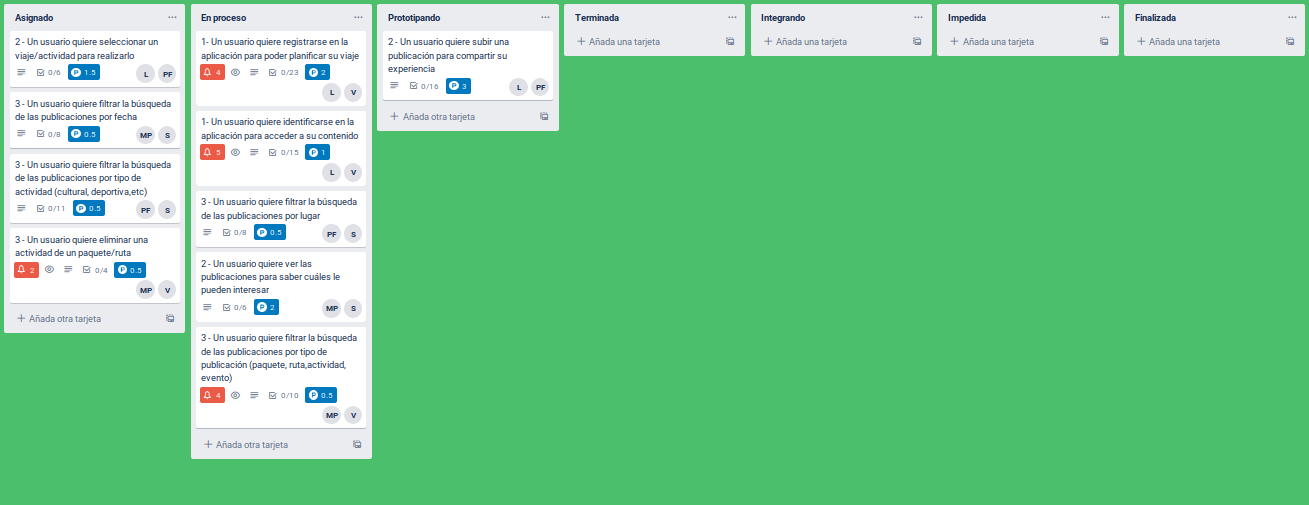 Asignado
2 - Un usuario quiere seleccionar un
viaje/actividad para realizarlo
0/6 P 1.5 L PF
3 - Un usuario quiere filtrar la búsqueda
de las publicaciones por fecha
0/8 P 0.5 MP S
3 - Un usuario quiere filtrar la búsqueda
de las publicaciones por tipo de
actividad (cultural, deportiva,etc)
0/11 P 0.5 PF S
3 - Un usuario quiere eliminar una
actividad de un paquete/ruta
2 0/4 P 0.5
MP V
Añada otra tarjeta
En proceso
1- Un usuario quiere registrarse en la
aplicación para poder planificar su viaje
4 0/23 P 2
L V
1- Un usuario quiere identificarse en la
aplicación para acceder a su contenido
5 0/15 P 1
L V
3 - Un usuario quiere filtrar la búsqueda
de las publicaciones por lugar
0/8 P 0.5 PF S
2 - Un usuario quiere ver las
publicaciones para saber cuáles le
pueden interesar
0/6 P 2 MP S
3 - Un usuario quiere filtrar la búsqueda
de las publicaciones por tipo de
publicación (paquete, ruta,actividad,
evento)
4 0/10 P 0.5
MP V
Añada otra tarjeta
Prototipando
2 - Un usuario quiere subir una
publicación para compartir su
experiencia
0/16 P 3 L PF
Añada otra tarjeta
Terminada
Añada una tarjeta
Integrando
Añada una tarjeta
Impedida
Añada una tarjeta
Finalizada
Añada una tarjeta